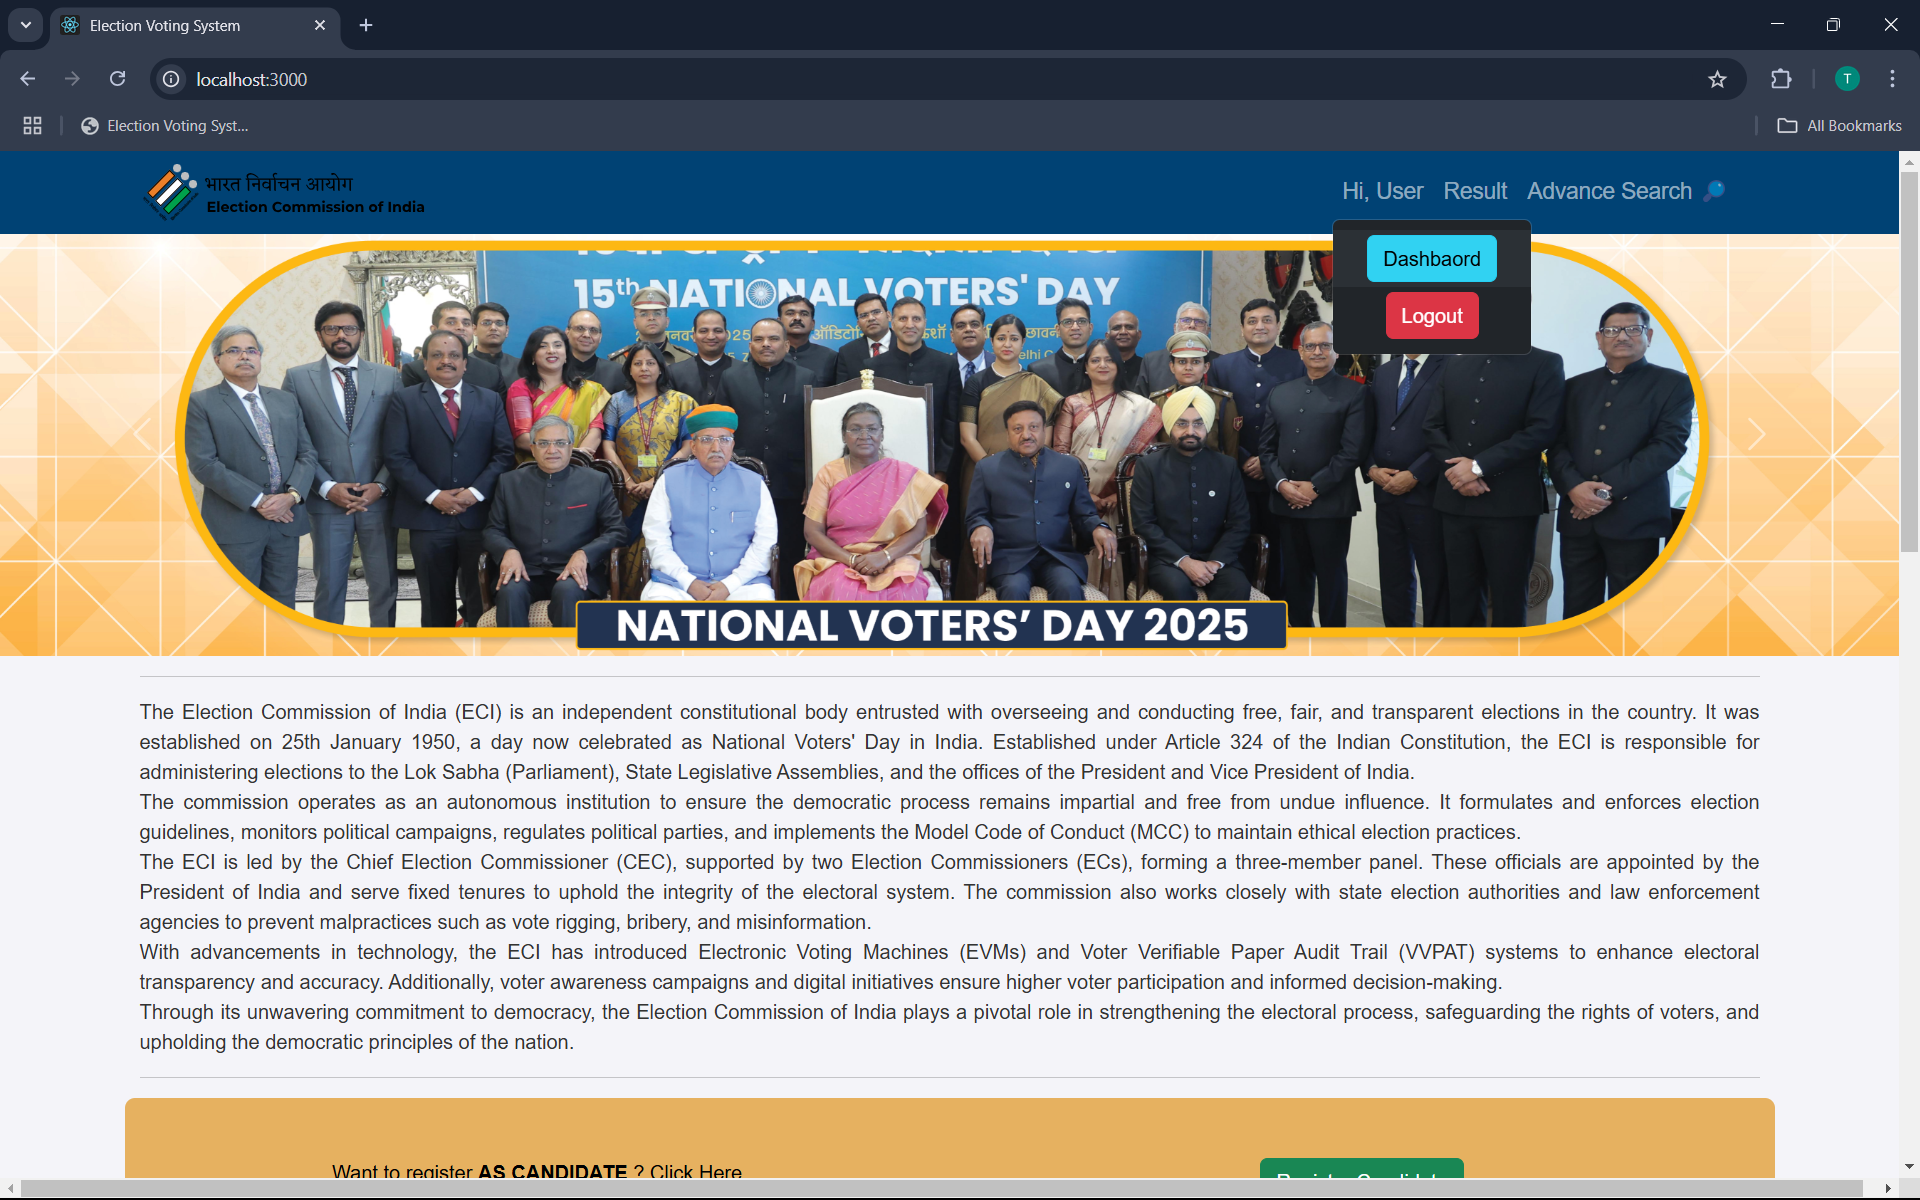 Election Voting System
localhost:3000
T
Election Voting Syst...
All Bookmarks
भारत निर्वाचन आयोग
Election Commission of India
Hi, User
Result
Advance Search
Dashbaord
Logout
15th NATIONAL VOTERS' DAY
NATIONAL VOTERS' DAY 2025
The Election Commission of India (ECI) is an independent constitutional body entrusted with overseeing and conducting free, fair, and transparent elections in the country. It was
established on 25th January 1950, a day now celebrated as National Voters' Day in India. Established under Article 324 of the Indian Constitution, the ECI is responsible for
administering elections to the Lok Sabha (Parliament), State Legislative Assemblies, and the offices of the President and Vice President of India.
The commission operates as an autonomous institution to ensure the democratic process remains impartial and free from undue influence. It formulates and enforces election
guidelines, monitors political campaigns, regulates political parties, and implements the Model Code of Conduct (MCC) to maintain ethical election practices.
The ECI is led by the Chief Election Commissioner (CEC), supported by two Election Commissioners (ECs), forming a three-member panel. These officials are appointed by the
President of India and serve fixed tenures to uphold the integrity of the electoral system. The commission also works closely with state election authorities and law enforcement
agencies to prevent malpractices such as vote rigging, bribery, and misinformation.
With advancements in technology, the ECI has introduced Electronic Voting Machines (EVMs) and Voter Verifiable Paper Audit Trail (VVPAT) systems to enhance electoral
transparency and accuracy. Additionally, voter awareness campaigns and digital initiatives ensure higher voter participation and informed decision-making.
Through its unwavering commitment to democracy, the Election Commission of India plays a pivotal role in strengthening the electoral process, safeguarding the rights of voters, and
upholding the democratic principles of the nation.
Want to register AS CANDIDATE ? Click Here
Register Candidate